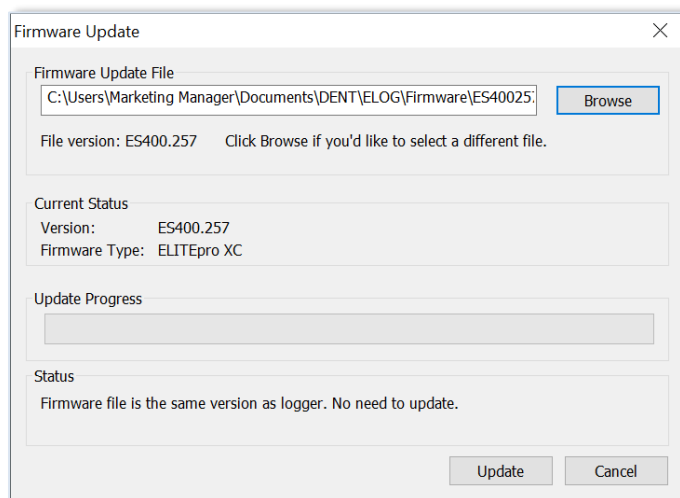 Firmware Update
Firmware Update File
C:\Users\Marketing Manager\Documents\DENT\ELOG\Firmware\ES40025
Browse
File version: ES400.257 Click Browse if you'd like to select a different file.
Current Status
Version: ES400.257
Firmware Type: ELITEpro XC
Update Progress
Status
Firmware file is the same version as logger. No need to update.
Update Cancel